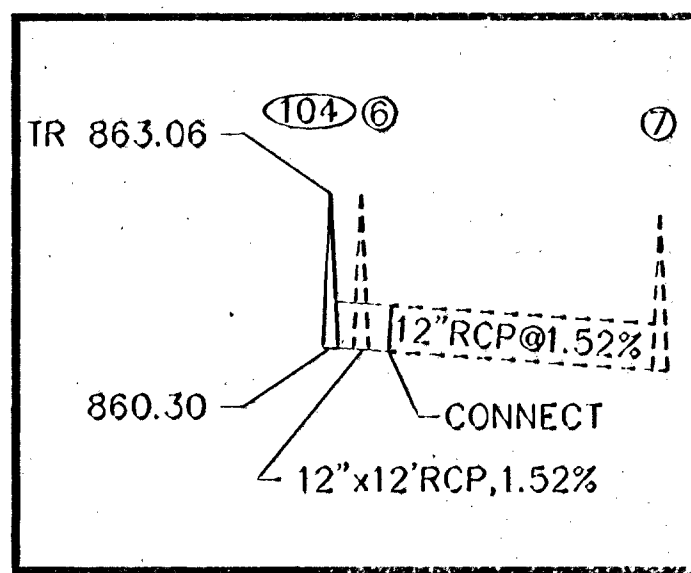 104 6 7
TR 863.06
12"RCP@1.52%
860.30
CONNECT
12"x12'RCP,1.52%